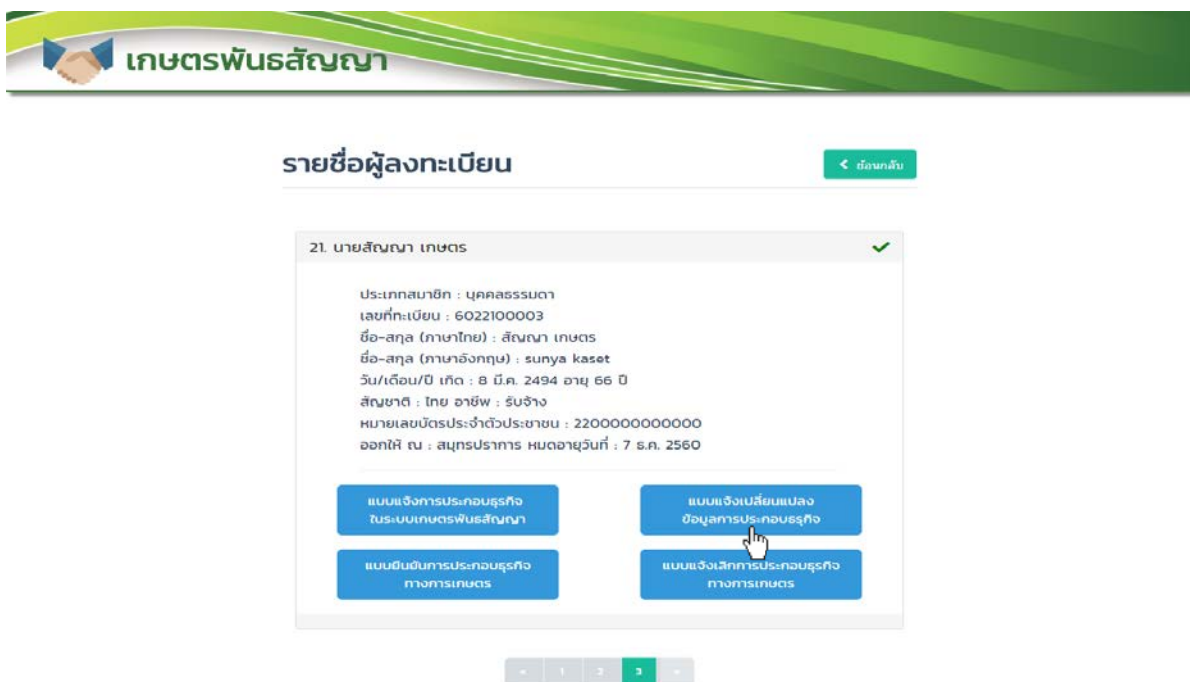 เกษตรพันธสัญญา
รายชื่อผู้ลงทะเบียน
ย้อนกลับ
21. นายสัญญา เกษตร
ประเภทสมาชิก : บุคคลธรรมดา
เลขที่ทะเบียน : 6022100003
ชื่อ-สกุล (ภาษาไทย) : สัญญา เกษตร
ชื่อ-สกุล (ภาษาอังกฤษ) : sunya kaset
วัน/เดือน/ปี เกิด : 8 มี.ค. 2494 อายุ 66 ปี
สัญชาติ : ไทย อาชีพ : รับจ้าง
หมายเลขบัตรประจำตัวประชาชน : 2200000000000
ออกให้ ณ : สมุทรปราการ หมดอายุวันที่ : 7 ธ.ค. 2560
แบบแจ้งการประกอบธุรกิจ
ในระบบเกษตรพันธสัญญา
แบบแจ้งเปลี่ยนแปลง
ข้อมูลการประกอบธุรกิจ
แบบยืนยันการประกอบธุรกิจ
ทางการเกษตร
แบบแจ้งเลิกการประกอบธุรกิจ
ทางการเกษตร
« 1 2 3 »